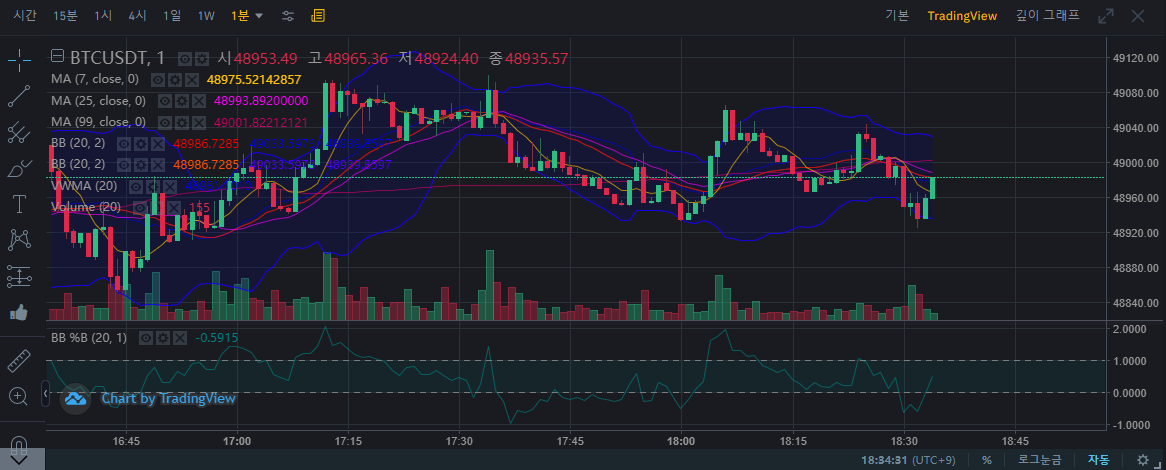 시간 15분 1시 4시 1일 1W 1분 기본 TradingView 깊이 그래프
BTCUSDT, 1 시48953.49 고48965.36 저48924.40 종48935.57
MA (7, close, 0) 48975.52142857
MA (25, close, 0) 48993.89200000
MA (99, close, 0) 49001.82212121
BB (20, 2) 48986.7285
BB (20, 2) 48986.7285
VWMA (20)
Volume (20) 155
49120.00
49080.00
49040.00
49000.00
48960.00
48920.00
48880.00
48840.00
BB %B (20, 1) -0.5915
2.0000
1.0000
0.0000
-1.0000
Chart by TradingView
16:45 17:00 17:15 17:30 17:45 18:00 18:15 18:30 18:45
18:34:31 (UTC+9) % 로그눈금 자동